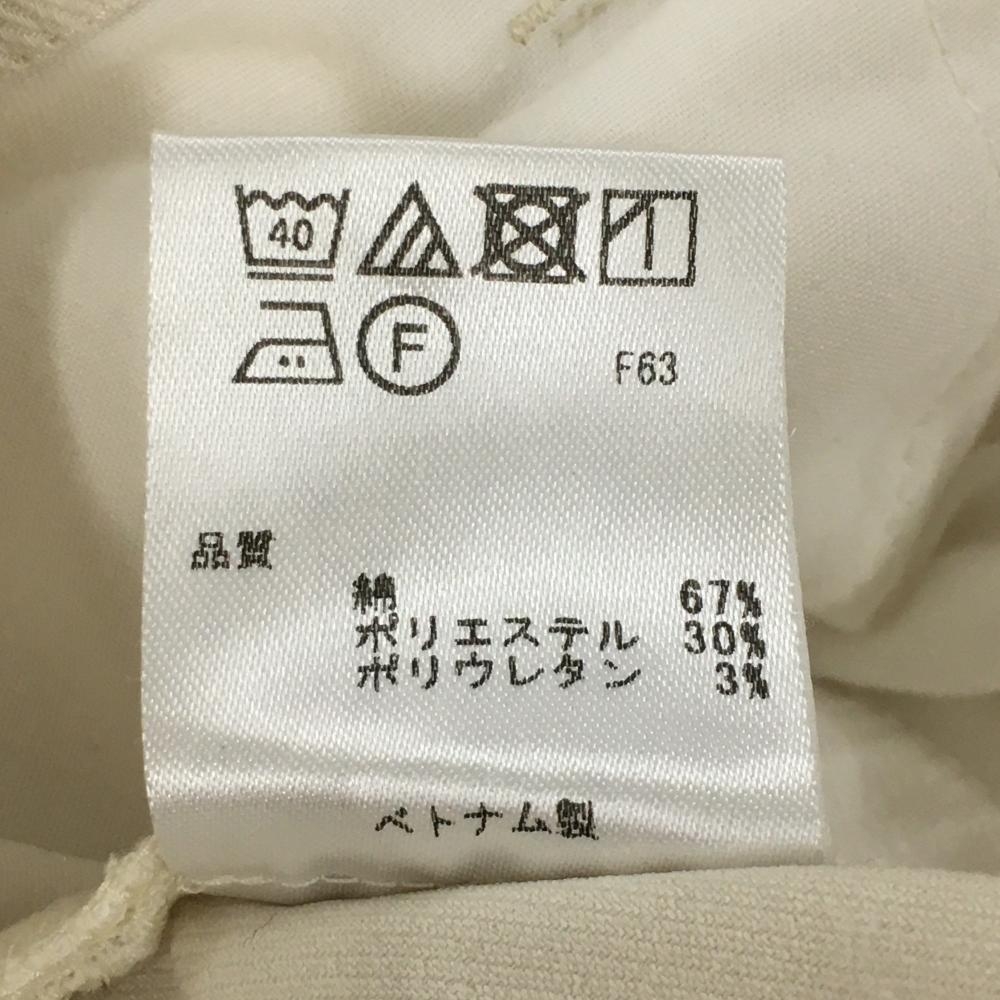 40
F
F63
品質
綿 67%
ポリエステル 30%
ポリウレタン 3%
ベトナム製